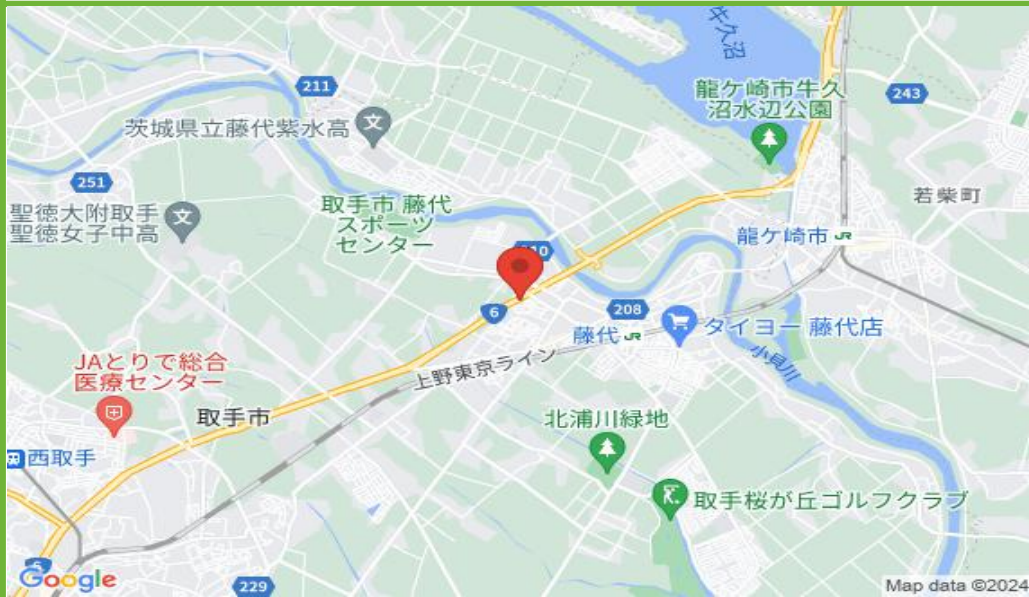 牛久沼
211
龍ケ崎市牛久
沼水辺公園
243
茨城県立藤代紫水高
文
251
聖徳大附取手
聖徳女子中高
文
取手市 藤代
スポーツ
センター
若柴町
龍ケ崎市 JR
6
208
藤代 JR
タイヨー 藤代店
小貝川
上野東京ライン
JAとりで総合
医療センター
取手市
北浦川緑地
西取手
取手桜が丘ゴルフクラブ
6
Google
229
Map data ©2024